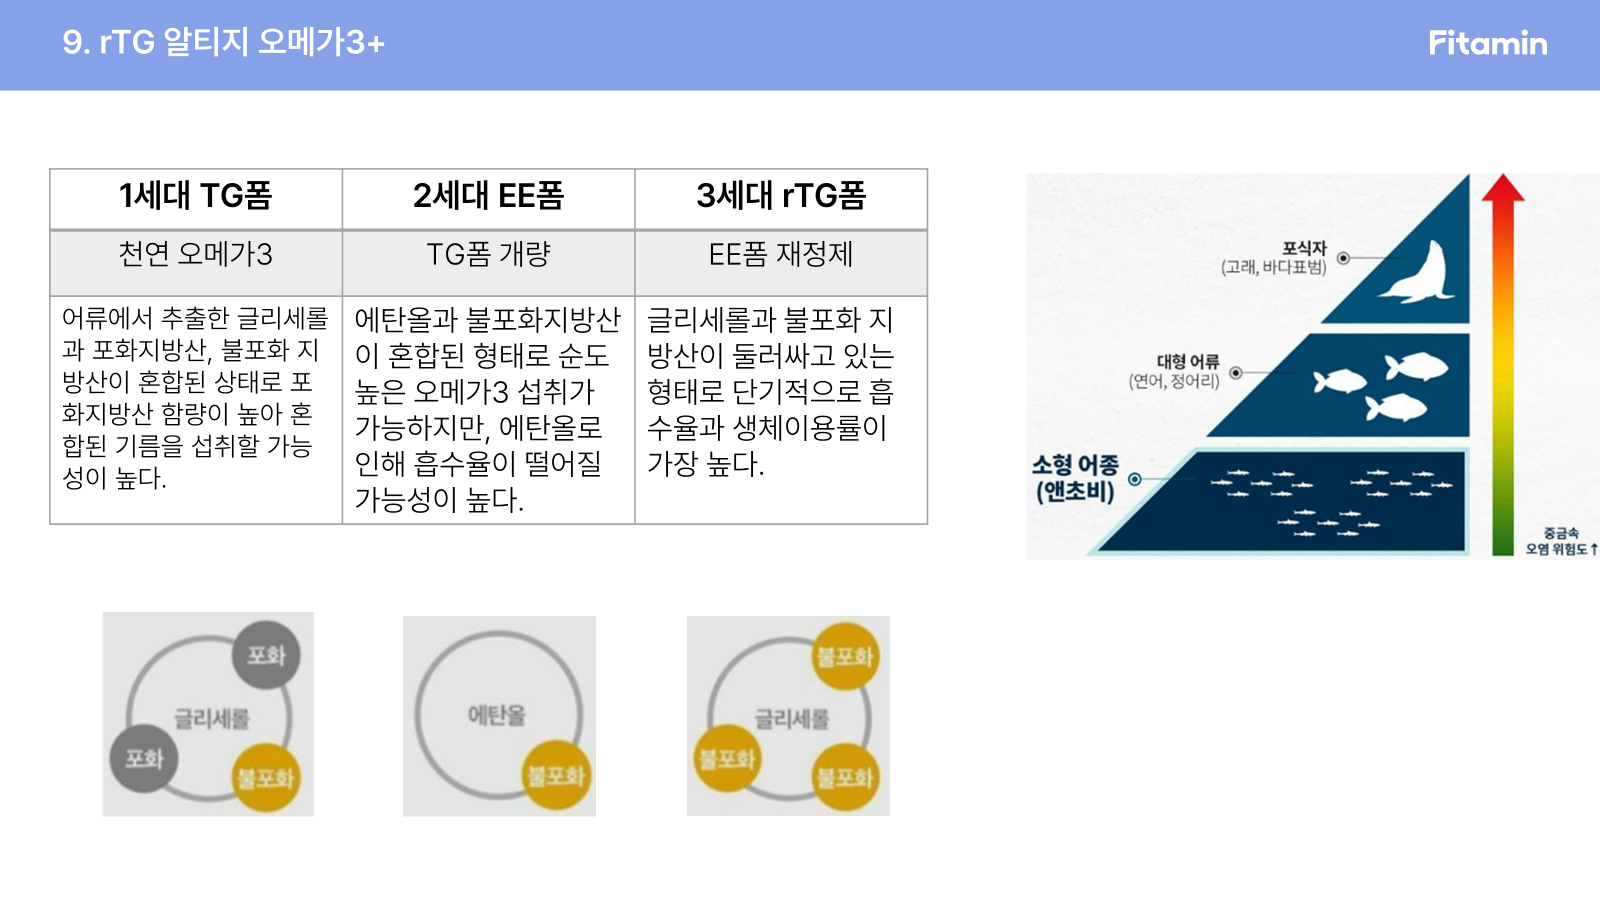 9. rTG 알티지 오메가3+
Fitamin
1세대 TG폼
2세대 EE폼
3세대 rTG폼
천연 오메가3
TG폼 개량
EE폼 재정제
어류에서 추출한 글리세롤
과 포화지방산, 불포화 지
방산이 혼합된 상태로 포
화지방산 함량이 높아 혼
합된 기름을 섭취할 가능
성이 높다.
에탄올과 불포화지방산
이 혼합된 형태로 순도
높은 오메가3 섭취가
가능하지만, 에탄올로
인해 흡수율이 떨어질
가능성이 높다.
글리세롤과 불포화 지
방산이 둘러싸고 있는
형태로 단기적으로 흡
수율과 생체이용률이
가장 높다.
포식자
(고래, 바다표범)
대형 어류
(연어, 정어리)
소형 어종
(앤초비)
중금속
오염 위험도↑
포화
글리세롤
포화
불포화
에탄올
불포화
불포화
글리세롤
불포화
불포화